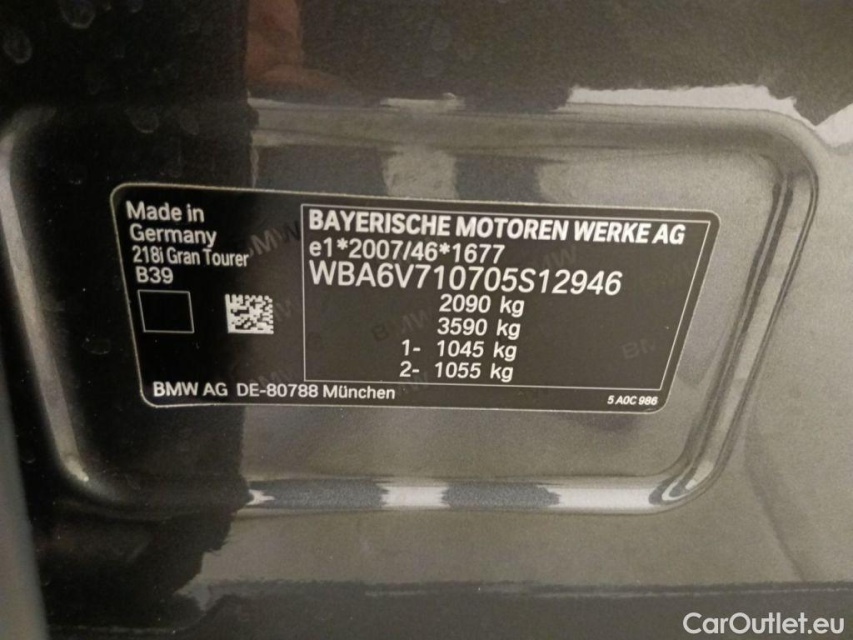 Made in
Germany
218i Gran Tourer
B39
BAYERISCHE MOTOREN WERKE AG
e1*2007/46*1677
WBA6V710705S12946
2090 kg
3590 kg
1- 1045 kg
2- 1055 kg
BMW AG DE-80788 München
5 A0C 986
CarOutlet.eu